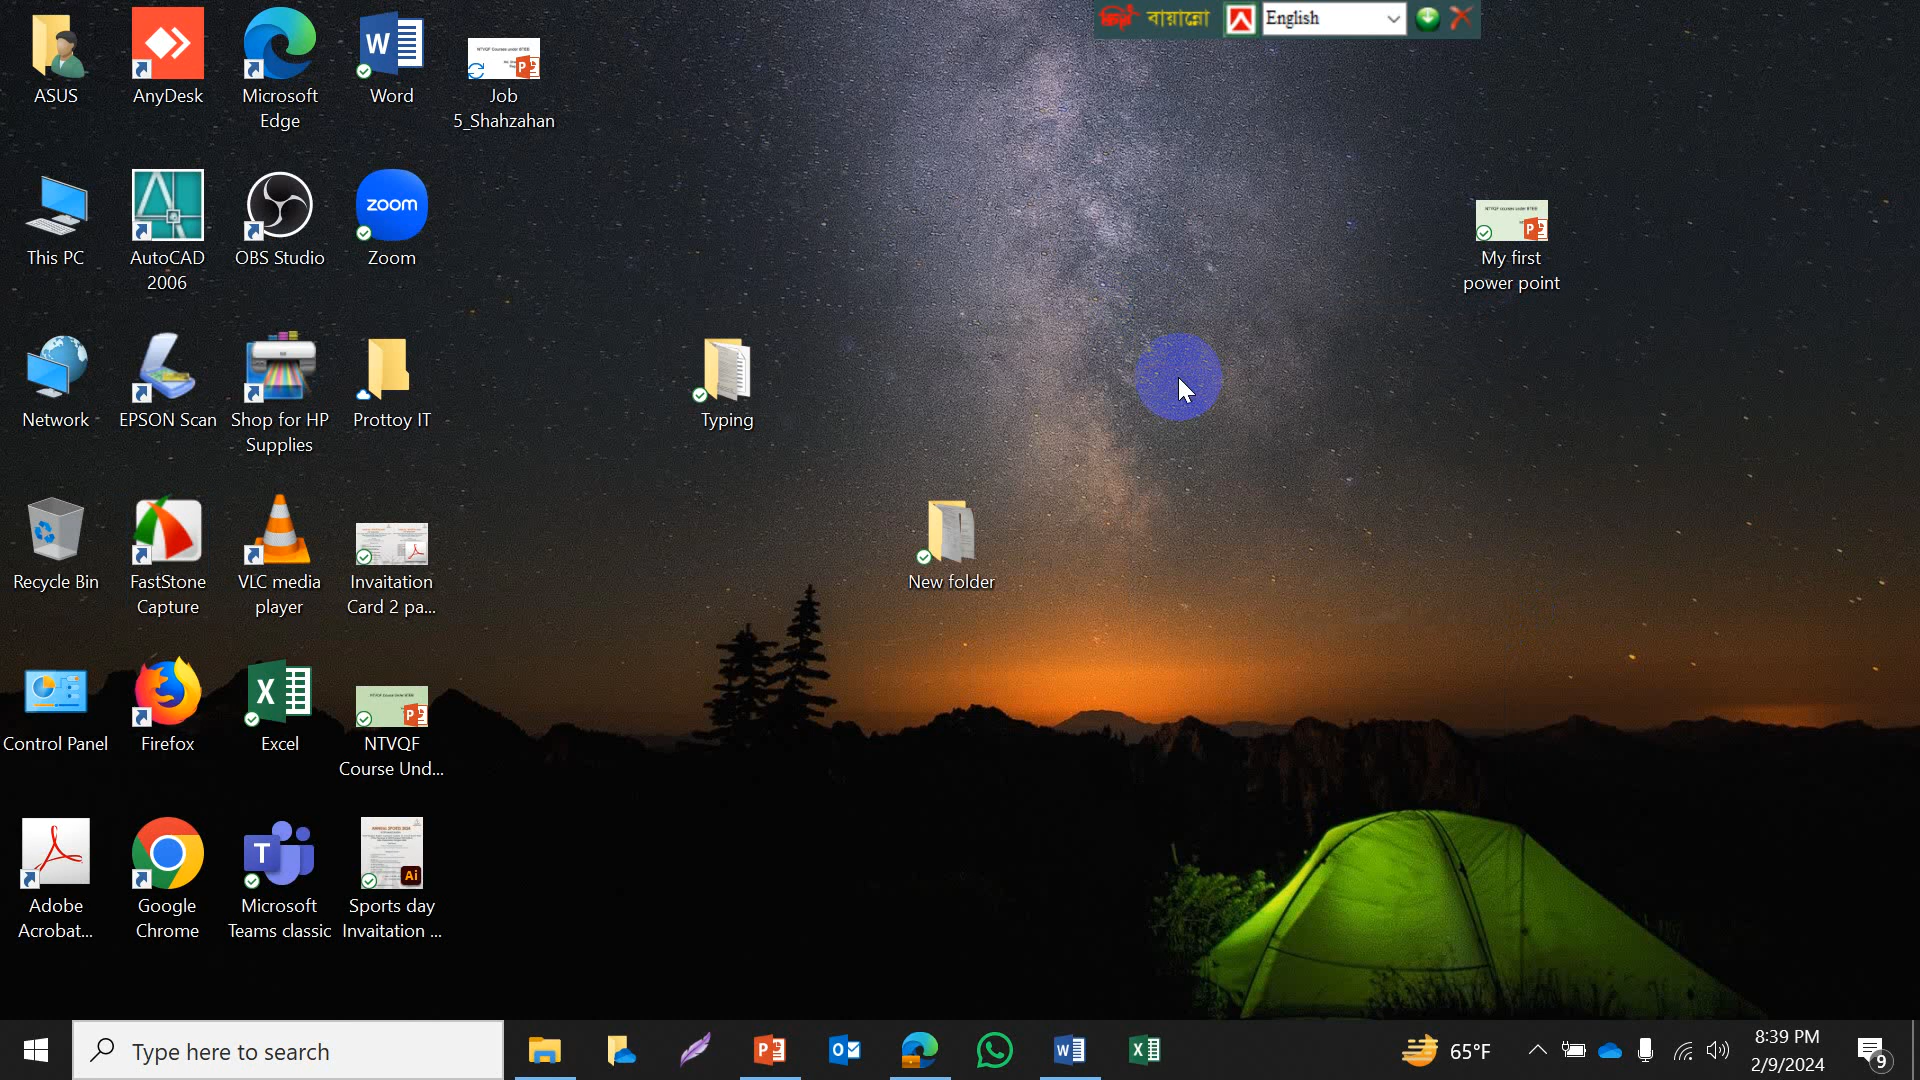 বায়ান্নো
English
ASUS
AnyDesk
Microsoft
Edge
Word
Job
5_Shahzahan
This PC
AutoCAD
2006
OBS Studio
zoom
Zoom
My first
power point
Network
EPSON Scan
Shop for HP
Supplies
Prottoy IT
Typing
Recycle Bin
FastStone
Capture
VLC media
player
Invaitation
Card 2 pa...
New folder
Control Panel
Firefox
Excel
NTVQF
Course Und...
Adobe
Acrobat...
Google
Chrome
Microsoft
Teams classic
Ai
Sports day
Invaitation ...
Type here to search
65°F
8:39 PM
2/9/2024
9